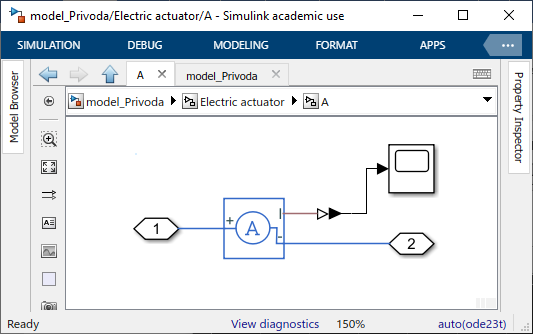 model_Privoda/Electric actuator/A - Simulink academic use
SIMULATION DEBUG MODELING FORMAT APPS
A model_Privoda
model_Privoda Electric actuator A
Model Browser
Property Inspector
1
+ A I -
2
Ready View diagnostics 150% auto(ode23t)